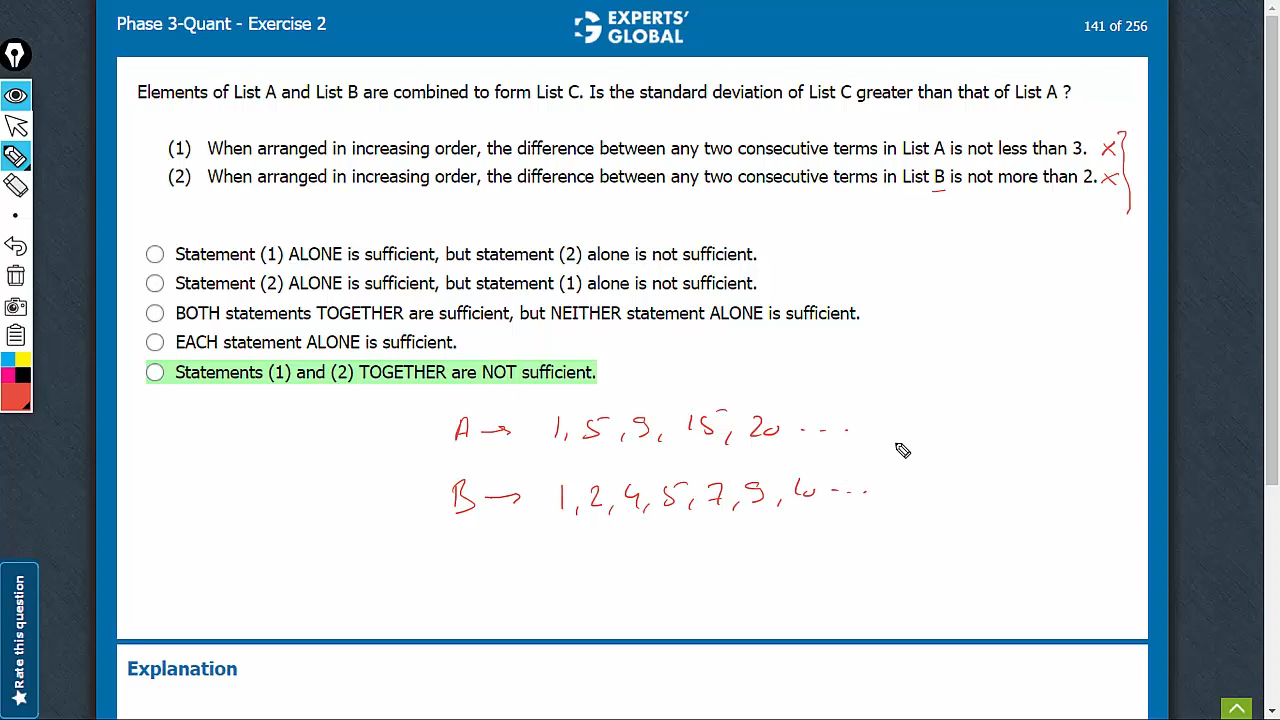 Phase 3-Quant - Exercise 2
EXPERTS'
GLOBAL
141 of 256
Elements of List A and List B are combined to form List C. Is the standard deviation of List C greater than that of List A ?
(1) When arranged in increasing order, the difference between any two consecutive terms in List A is not less than 3. ×
(2) When arranged in increasing order, the difference between any two consecutive terms in List B is not more than 2. ×
Statement (1) ALONE is sufficient, but statement (2) alone is not sufficient.
Statement (2) ALONE is sufficient, but statement (1) alone is not sufficient.
BOTH statements TOGETHER are sufficient, but NEITHER statement ALONE is sufficient.
EACH statement ALONE is sufficient.
Statements (1) and (2) TOGETHER are NOT sufficient.
A → 1, 5, 9, 15, 20 ...
B → 1, 2, 4, 5, 7, 9, 10 ...
Rate this question
Explanation